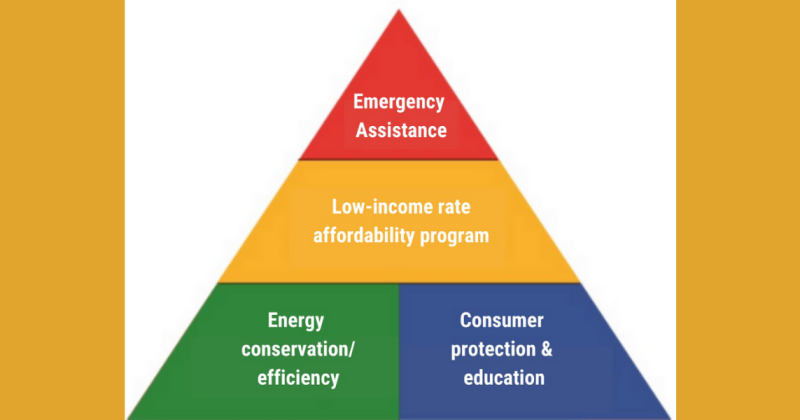 Emergency
Assistance
Low-income rate
affordability program
Energy
conservation/
efficiency
Consumer
protection &
education